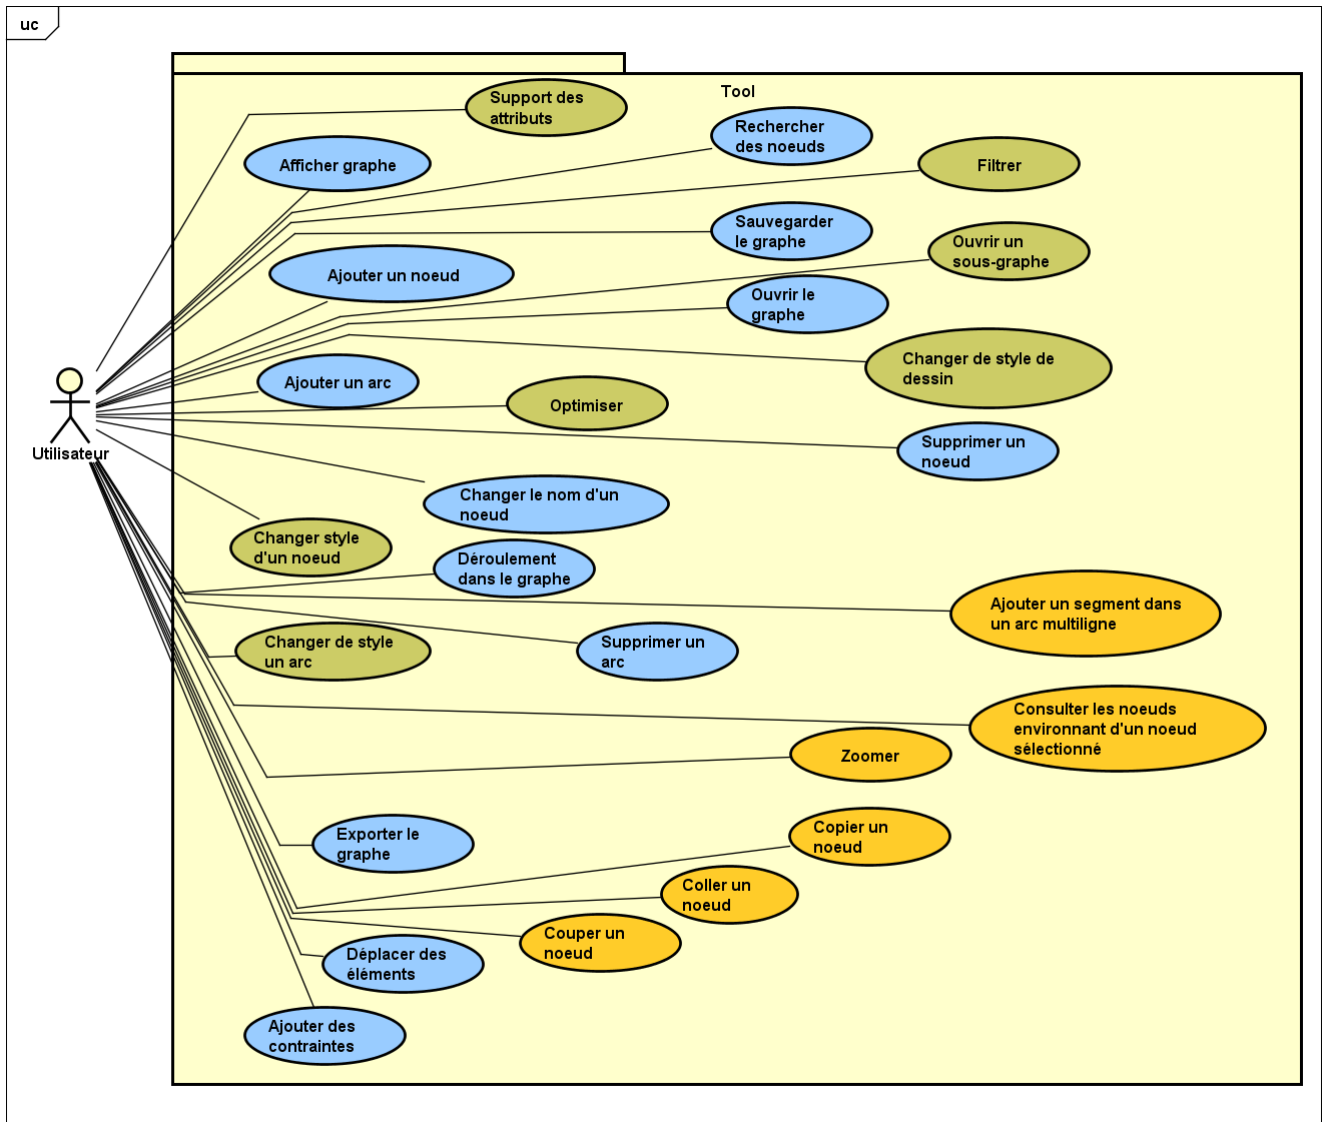 uc
Tool
Support des
attributs
Rechercher
des noeuds
Afficher graphe
Filtrer
Sauvegarder
le graphe
Ouvrir un
sous-graphe
Ajouter un noeud
Ouvrir le
graphe
Changer de style de
dessin
Ajouter un arc
Optimiser
Utilisateur
Supprimer un
noeud
Changer le nom d'un
noeud
Changer style
d'un noeud
Déroulement
dans le graphe
Ajouter un segment dans
un arc multiligne
Changer de style
un arc
Supprimer un
arc
Consulter les noeuds
environnant d'un noeud
sélectionné
Zoomer
Exporter le
graphe
Copier un
noeud
Coller un
noeud
Couper un
noeud
Déplacer des
éléments
Ajouter des
contraintes